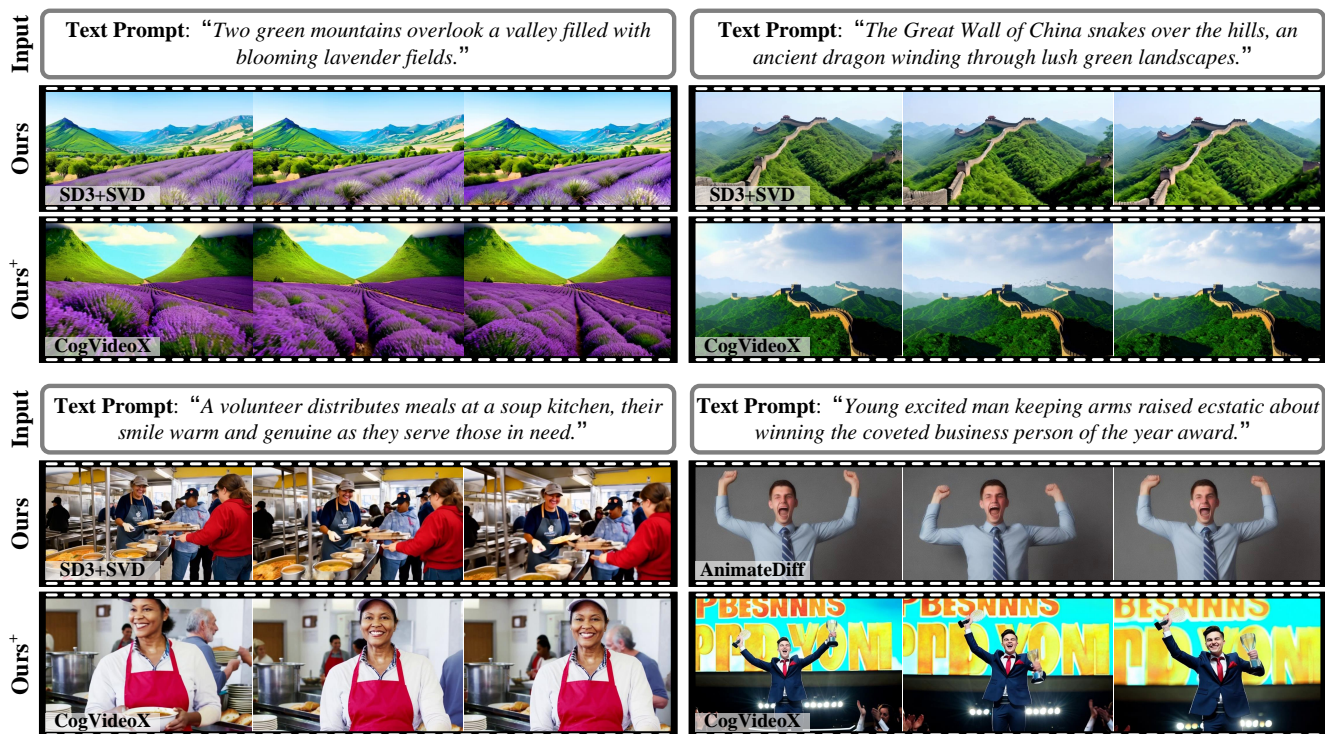 Input
Text Prompt: “Two green mountains overlook a valley filled with
blooming lavender fields.”
Ours
SD3+SVD
Ours+
CogVideoX
Text Prompt: “The Great Wall of China snakes over the hills, an
ancient dragon winding through lush green landscapes.”
SD3+SVD
CogVideoX
Input
Text Prompt: “A volunteer distributes meals at a soup kitchen, their
smile warm and genuine as they serve those in need.”
Ours
SD3+SVD
Ours+
CogVideoX
Text Prompt: “Young excited man keeping arms raised ecstatic about
winning the coveted business person of the year award.”
AnimateDiff
CogVideoX